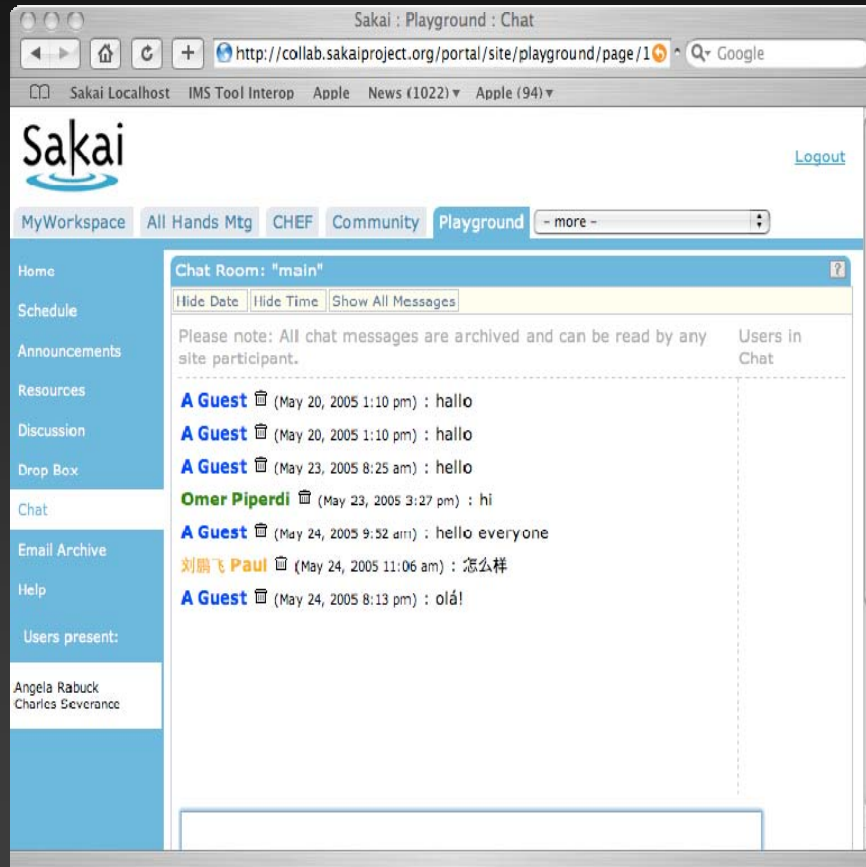 Sakai : Playground : Chat
http://collab.sakaiproject.org/portal/site/playground/page/1
Google
Sakai Localhost IMS Tool Interop Apple News (1022) Apple (94)
Sakai
Logout
MyWorkspace All Hands Mtg CHEF Community Playground - more -
Home
Schedule
Announcements
Resources
Discussion
Drop Box
Chat
Email Archive
Help
Users present:
Angela Rabuck
Charles Severance
Chat Room: "main"
?
Hide Date Hide Time Show All Messages
Please note: All chat messages are archived and can be read by any
site participant.
Users in
Chat
A Guest (May 20, 2005 1:10 pm) : hallo
A Guest (May 20, 2005 1:10 pm) : hallo
A Guest (May 23, 2005 8:25 am) : hello
Omer Piperdi (May 23, 2005 3:27 pm) : hi
A Guest (May 24, 2005 9:52 am) : hello everyone
刘鹏飞 Paul (May 24, 2005 11:06 am) : 怎么样
A Guest (May 24, 2005 8:13 pm) : olá!